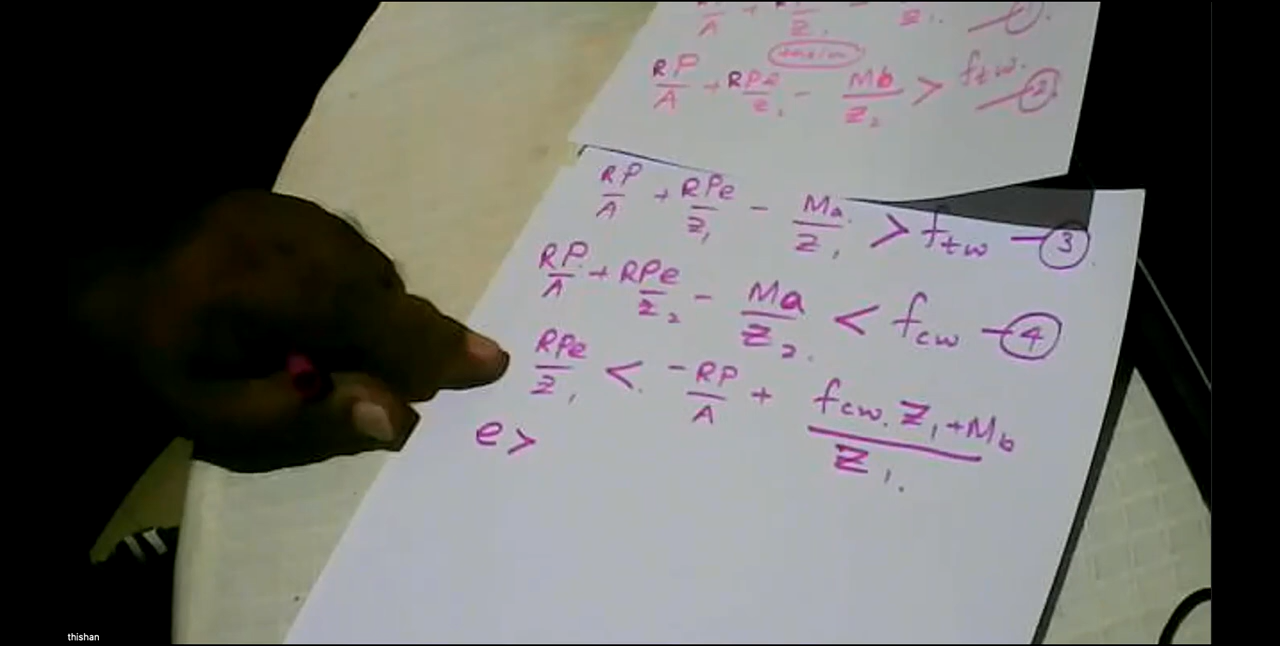 RP/A + RPe/Z₁ - Mb/Z₂ > ftw. — ②
RP/A + RPe/Z₁ - Ma/Z₁ > ftw — ③.
RP/A + RPe/Z₂ - Ma/Z₂. < fcw — ④
RPe/Z₁ < -RP/A + (fcw. Z₁ + Mb)/Z₁.
e >
thishan